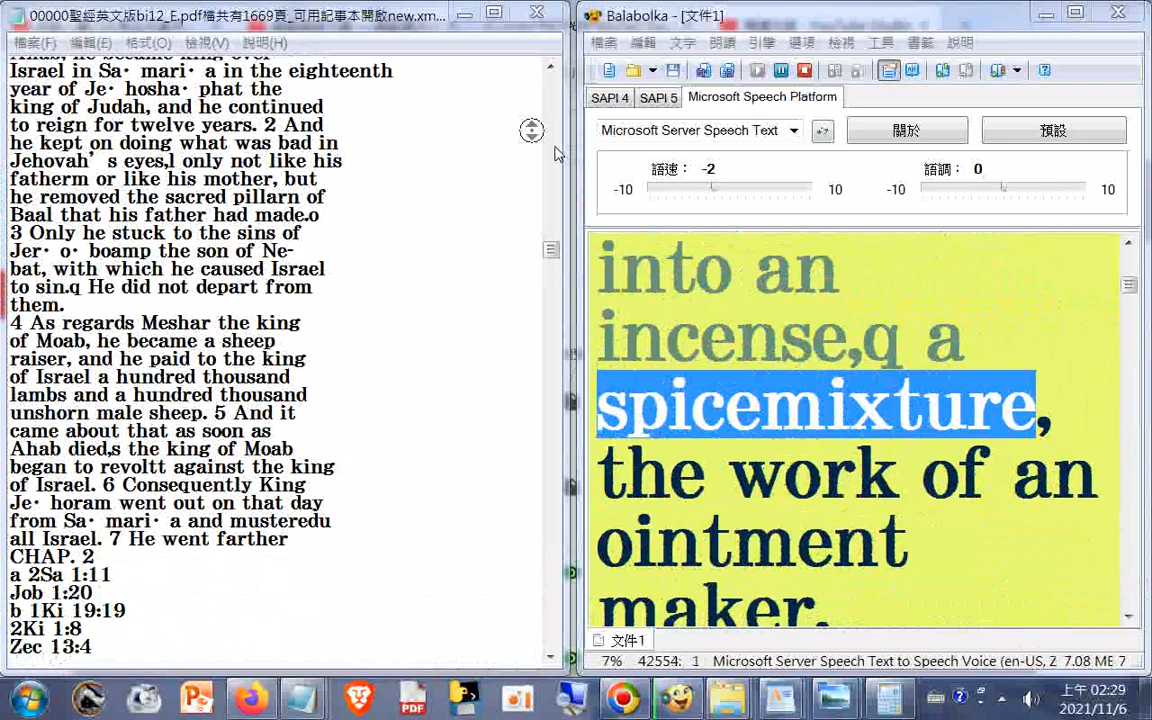 00000聖經英文版bi12_E.pdf檔共有1669頁_可用記事本開啟new.xm...
檔案(F) 編輯(E) 格式(O) 檢視(V) 說明(H)
Israel in Sa· mari· a in the eighteenth
year of Je· hosha· phat the
king of Judah, and he continued
to reign for twelve years. 2 And
he kept on doing what was bad in
Jehovah’s eyes,l only not like his
fatherm or like his mother, but
he removed the sacred pillarn of
Baal that his father had made.o
3 Only he stuck to the sins of
Jer· o· boamp the son of Ne-
bat, with which he caused Israel
to sin.q He did not depart from
them.
4 As regards Meshar the king
of Moab, he became a sheep
raiser, and he paid to the king
of Israel a hundred thousand
lambs and a hundred thousand
unshorn male sheep. 5 And it
came about that as soon as
Ahab died,s the king of Moab
began to revoltt against the king
of Israel. 6 Consequently King
Je· horam went out on that day
from Sa· mari· a and musteredu
all Israel. 7 He went farther
CHAP. 2
a 2Sa 1:11
Job 1:20
b 1Ki 19:19
2Ki 1:8
Zec 13:4
Balabolka - [文件1]
檔案 編輯 文字 朗讀 引擎 選項 檢視 工具 書籤 說明
SAPI 4 SAPI 5 Microsoft Speech Platform
Microsoft Server Speech Text 關於 預設
語速： -2 語調： 0
-10 10 -10 10
into an
incense,q a
spicemixture,
the work of an
ointment
maker,
文件1
7% 42554: 1 Microsoft Server Speech Text to Speech Voice (en-US, Z 7.08 ME 7
PDF
上午 02:29
2021/11/6